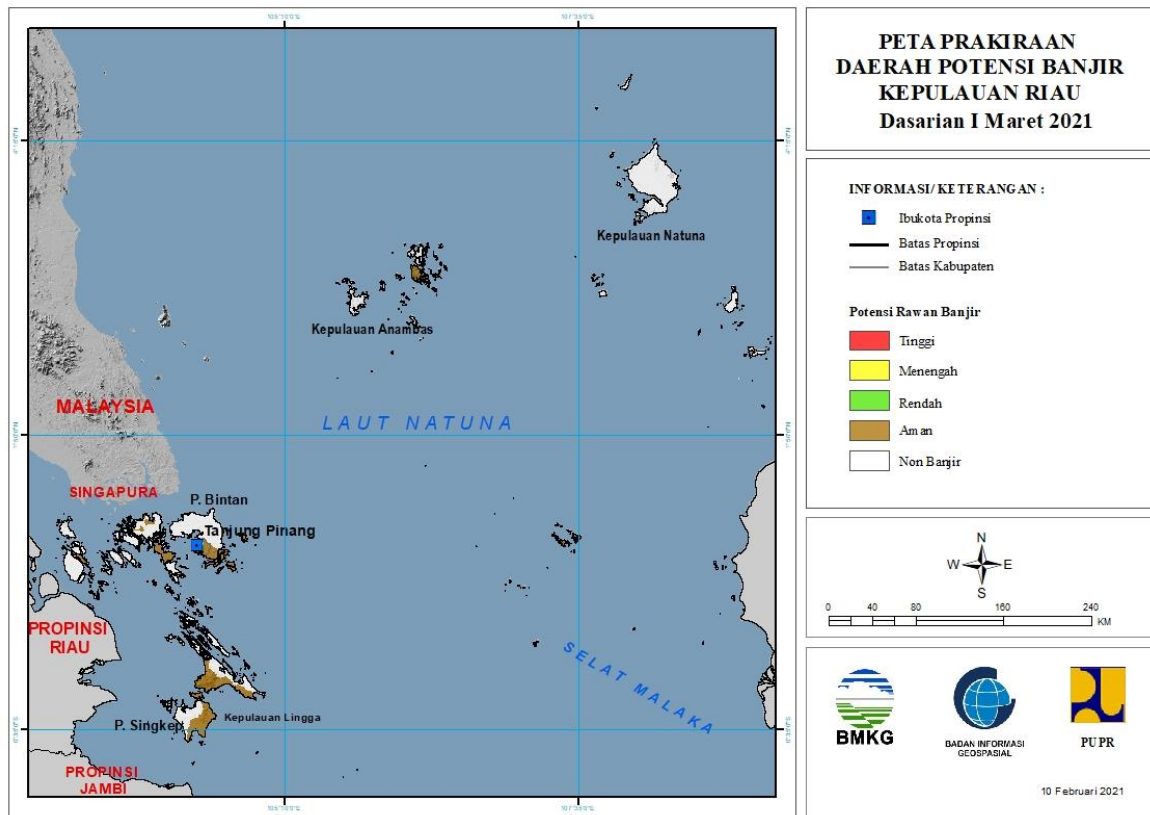 PETA PRAKIRAAN
DAERAH POTENSI BANJIR
KEPULAUAN RIAU
Dasarian I Maret 2021
INFORMASI/ KETERANGAN :
Ibukota Propinsi
Batas Propinsi
Batas Kabupaten
Potensi Rawan Banjir
Tinggi
Menengah
Rendah
Aman
Non Banjir
N
W E
S
0 40 80 160 240
KM
BMKG
BADAN INFORMASI
GEOSPASIAL
PUPR
10 Februari 2021
Kepulauan Natuna
Kepulauan Anambas
MALAYSIA
LAUT NATUNA
SINGAPURA
P. Bintan
Tanjung Pinang
PROPINSI
RIAU
SELAT MALAKA
P. Singkep
Kepulauan Lingga
PROPINSI
JAMBI